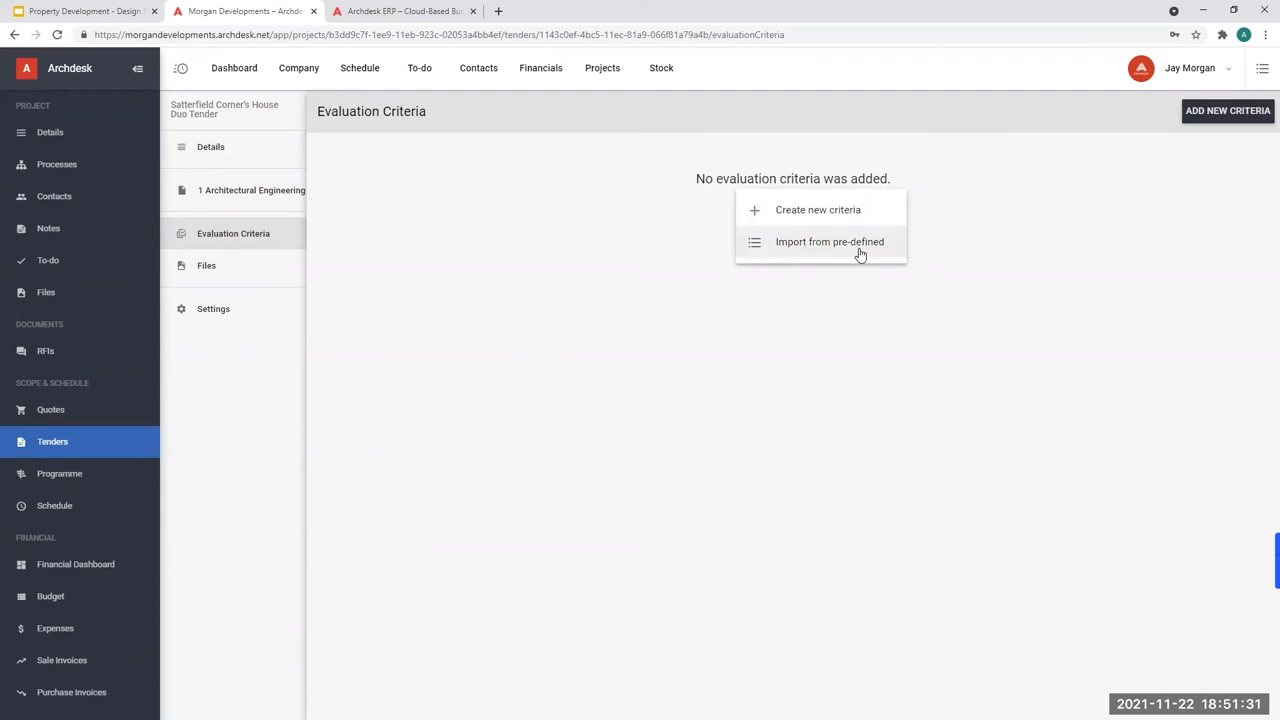 Property Development - Design
Morgan Developments – Archde
Archdesk ERP – Cloud-Based Bu
https://morgandevelopments.archdesk.net/app/projects/b3dd9c7f-1ee9-11eb-923c-02053a4bb4ef/tenders/1143c0ef-4bc5-11ec-81a9-066f81a79a4b/evaluationCriteria
A
A Archdesk
Dashboard Company Schedule To-do Contacts Financials Projects Stock
Jay Morgan
PROJECT
Details
Processes
Contacts
Notes
To-do
Files
DOCUMENTS
RFIs
SCOPE & SCHEDULE
Quotes
Tenders
Programme
Schedule
FINANCIAL
Financial Dashboard
Budget
Expenses
Sale Invoices
Purchase Invoices
Satterfield Corner's House
Duo Tender
Details
1 Architectural Engineering
Evaluation Criteria
Files
Settings
Evaluation Criteria
ADD NEW CRITERIA
No evaluation criteria was added.
Create new criteria
Import from pre-defined
2021-11-22 18:51:31